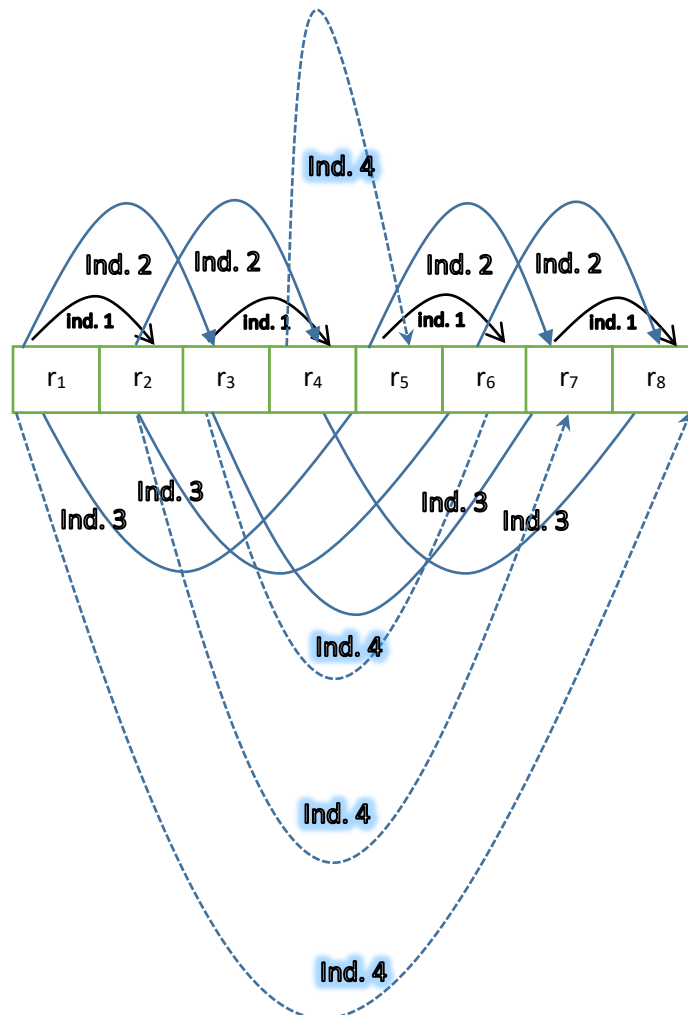 Ind. 4
Ind. 2 Ind. 2 Ind. 2 Ind. 2
ind. 1 ind. 1 ind. 1 ind. 1
r₁ r₂ r₃ r₄ r₅ r₆ r₇ r₈
Ind. 3 Ind. 3 Ind. 3 Ind. 3
Ind. 4
Ind. 4
Ind. 4